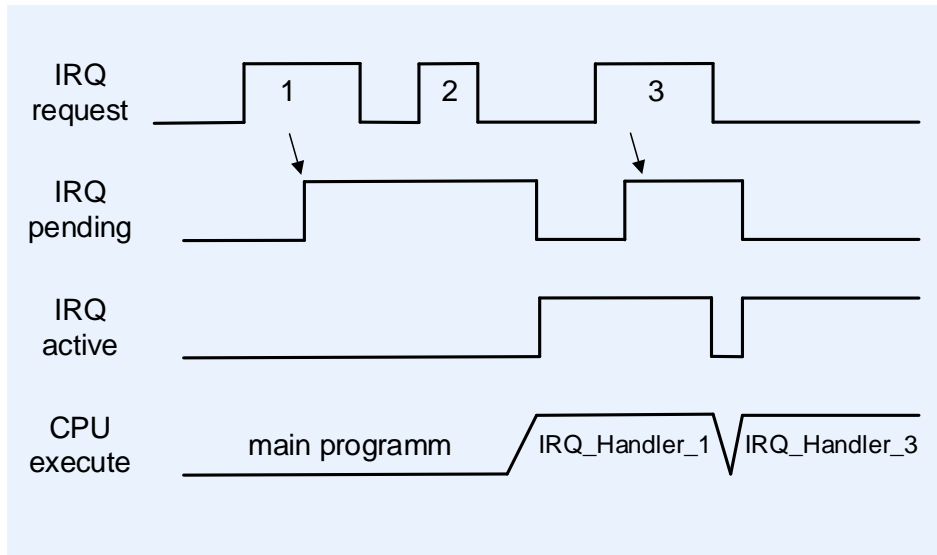 IRQ
request
1
2
3
IRQ
pending
IRQ
active
CPU
execute
main programm
IRQ_Handler_1
IRQ_Handler_3